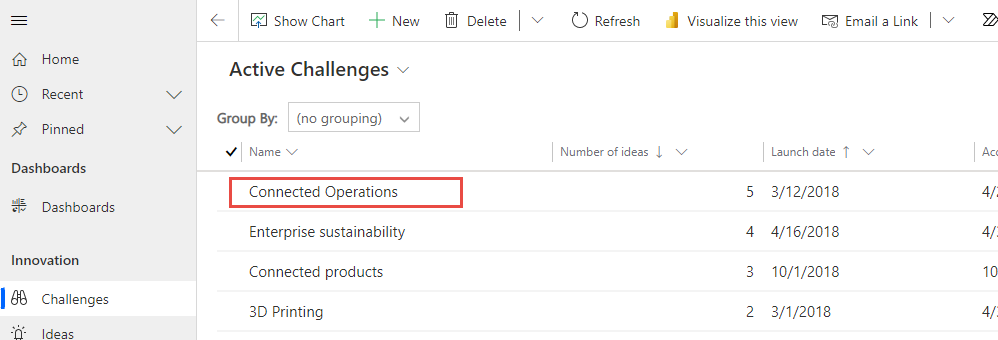 Show Chart New Delete Refresh Visualize this view Email a Link
Home
Recent
Pinned
Dashboards
Dashboards
Innovation
Challenges
Ideas
Active Challenges
Group By: (no grouping)
Name Number of ideas Launch date Acc
Connected Operations 5 3/12/2018 4/2
Enterprise sustainability 4 4/16/2018 4/
Connected products 3 10/1/2018 10
3D Printing 2 3/1/2018 4/